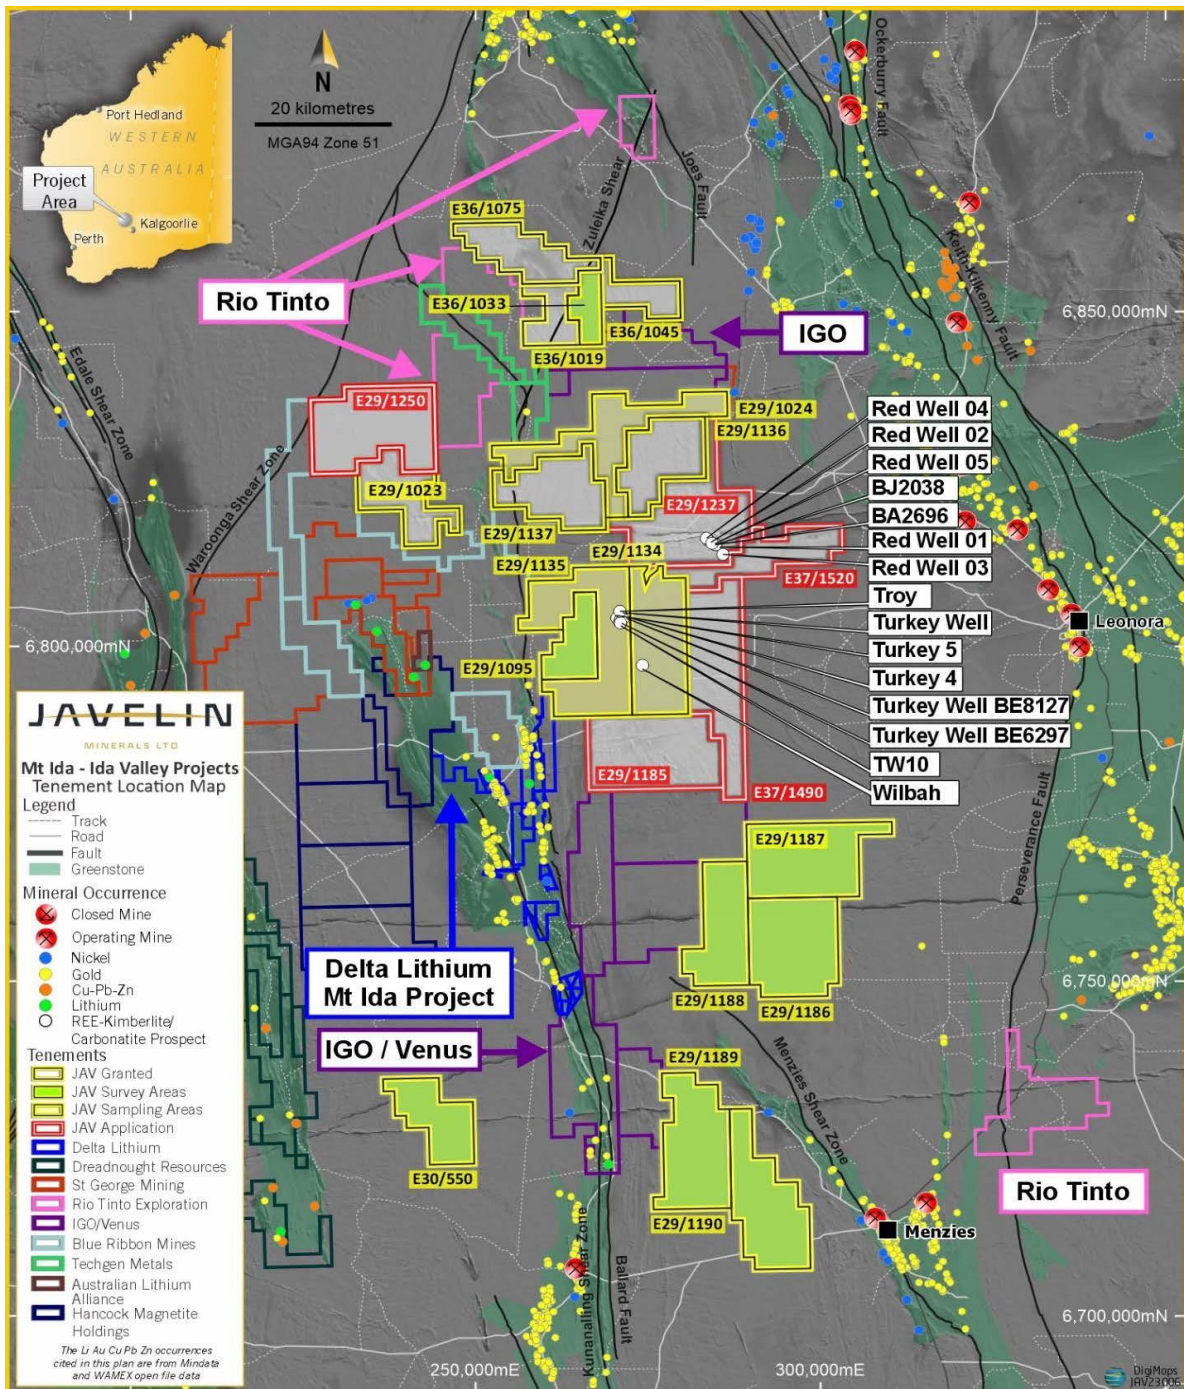 Port Hedland
WESTERN
AUSTRALIA
Project
Area
Kalgoorlie
Perth
N
20 kilometres
MGA94 Zone 51
Ockerburry Fault
Zuleika Shear
Joes Fault
Keith-Kilkenny Fault
Edale Shear Zone
Waroonga Shear Zone
E36/1075
Rio Tinto
E36/1033
E36/1045
E36/1019
IGO
6,850,000mN
E29/1250
E29/1024
E29/1136
E29/1023
E29/1237
E29/1137
E29/1134
E29/1135
E37/1520
E29/1095
E29/1185
E37/1490
Red Well 04
Red Well 02
Red Well 05
BJ2038
BA2696
Red Well 01
Red Well 03
Troy
Turkey Well
Turkey 5
Turkey 4
Turkey Well BE8127
Turkey Well BE6297
TW10
Wilbah
Leonora
6,800,000mN
Perseverance Fault
E29/1187
E29/1188
E29/1186
6,750,000mN
Delta Lithium
Mt Ida Project
IGO / Venus
E29/1189
Menzies Shear Zone
E30/550
E29/1190
Rio Tinto
Menzies
Kunanalling Shear Zone
Ballard Fault
6,700,000mN
250,000mE
300,000mE
JAVELIN
MINERALS LTD
Mt Ida - Ida Valley Projects
Tenement Location Map
Legend
Track
Road
Fault
Greenstone
Mineral Occurrence
Closed Mine
Operating Mine
Nickel
Gold
Cu-Pb-Zn
Lithium
REE-Kimberlite/
Carbonatite Prospect
Tenements
JAV Granted
JAV Survey Areas
JAV Sampling Areas
JAV Application
Delta Lithium
Dreadnought Resources
St George Mining
Rio Tinto Exploration
IGO/Venus
Blue Ribbon Mines
Techgen Metals
Australian Lithium
Alliance
Hancock Magnetite
Holdings
The Li Au Cu Pb Zn occurrences
cited in this plan are from Mindata
and WAMEX open file data
DigiMaps
JAV23006